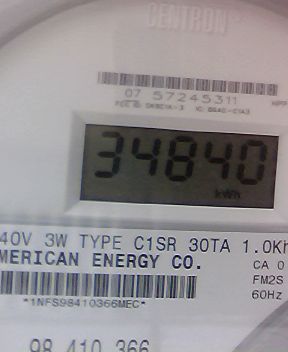 CENTRON
07 57245311
34840
kWh
40V 3W TYPE C1SR 30TA 1.0Kh
MERICAN ENERGY CO.
CA 0
FM2S
60Hz
*1NFS98410366MEC*
98 410 366